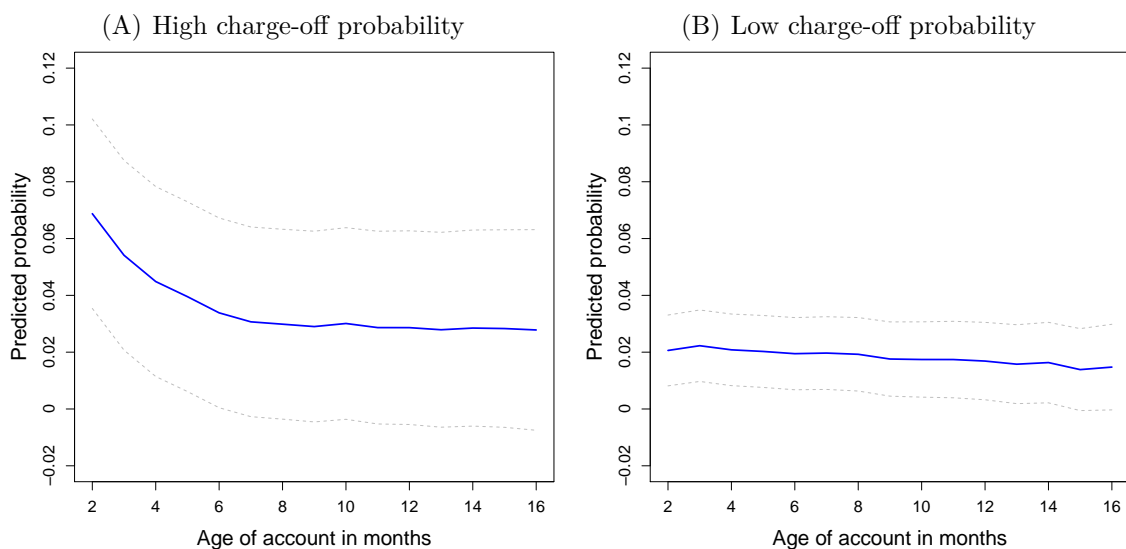 (A) High charge-off probability
Predicted probability
0.12
0.1
0.08
0.06
0.04
0.02
0
−0.02
2 4 6 8 10 12 14 16
Age of account in months
(B) Low charge-off probability
Predicted probability
0.12
0.1
0.08
0.06
0.04
0.02
0
−0.02
2 4 6 8 10 12 14 16
Age of account in months